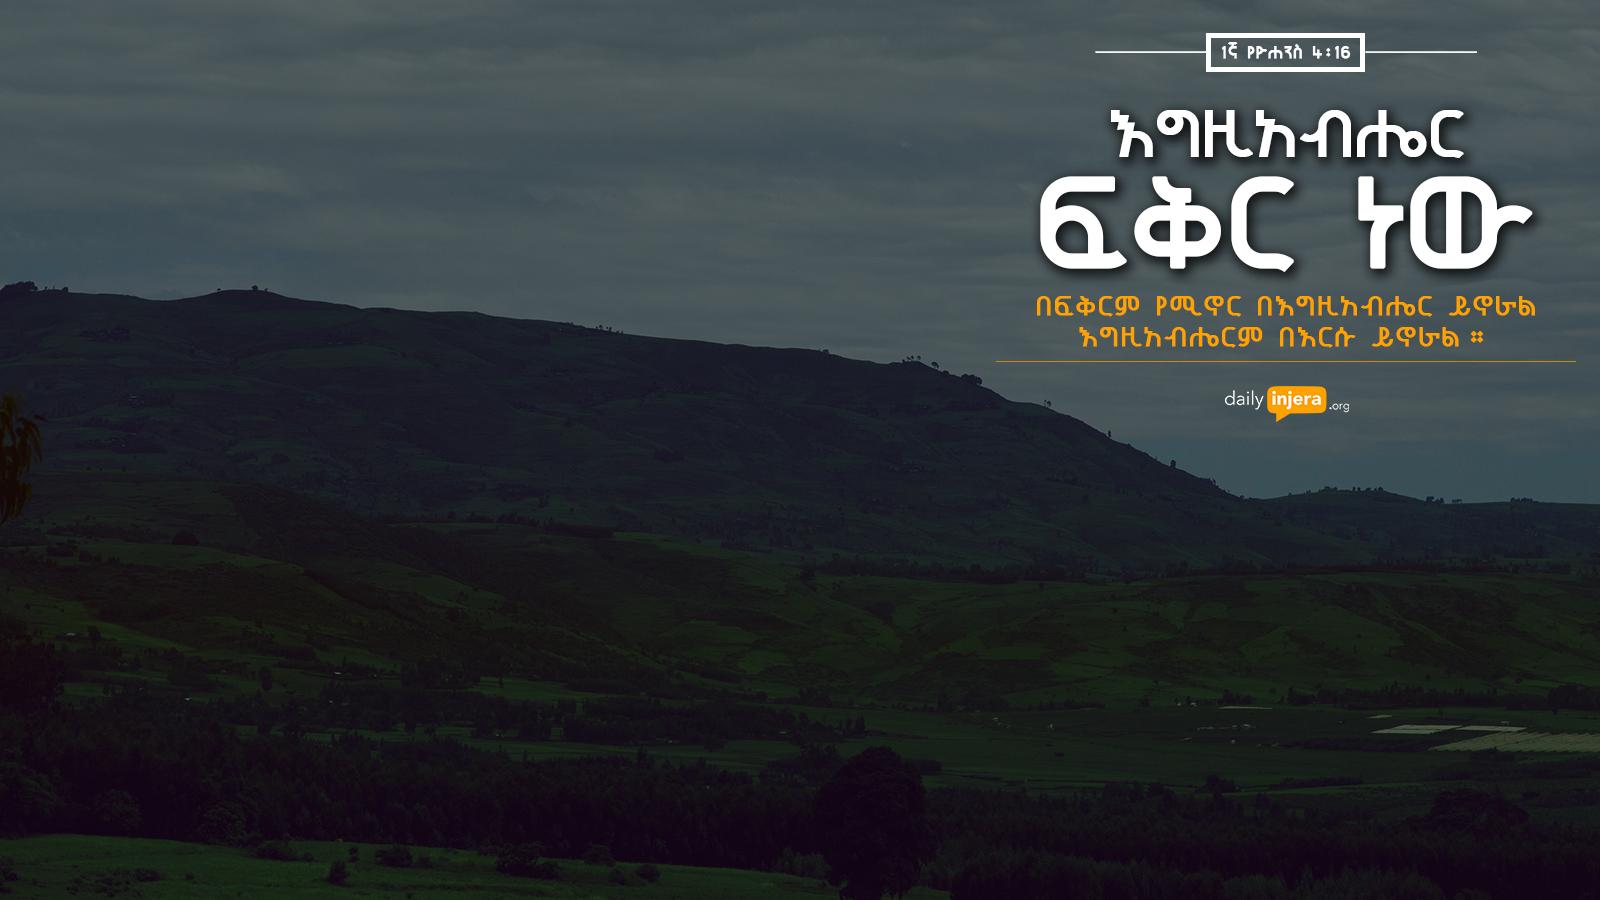 1ኛ የዮሐንስ ፬፡16
እግዚአብሔር
ፍቅር ነው
በፍቅርም የሚኖር በእግዚአብሔር ይኖራል
እግዚአብሔርም በእርሱ ይኖራል ።
daily injera.org